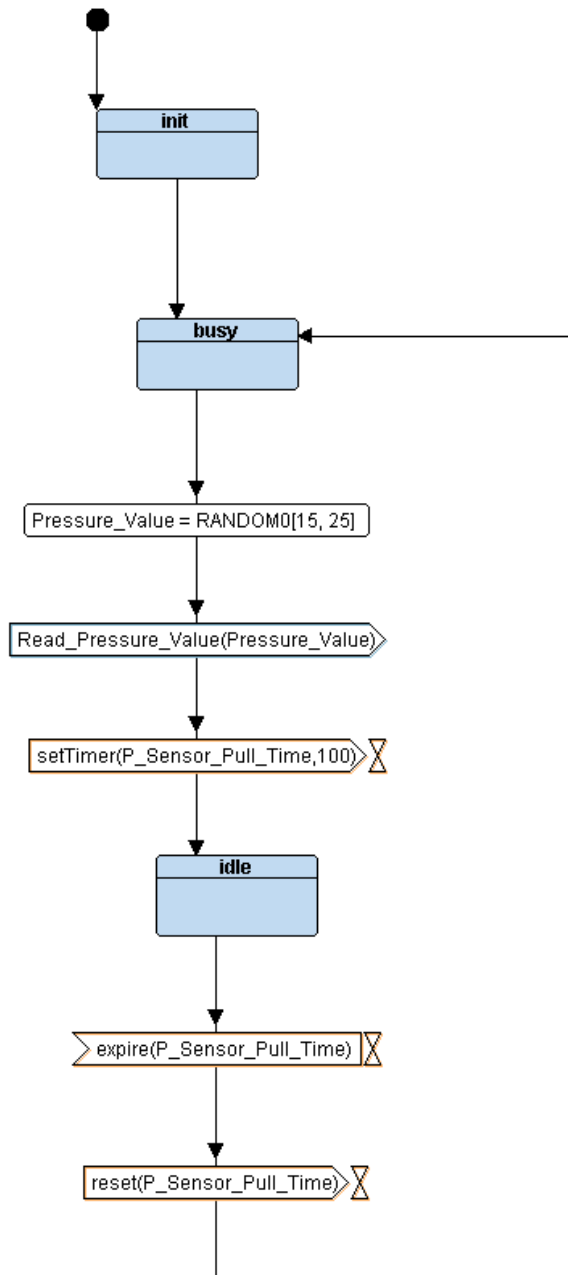 init
busy
Pressure_Value = RANDOM0[15, 25]
Read_Pressure_Value(Pressure_Value)
setTimer(P_Sensor_Pull_Time,100)
idle
expire(P_Sensor_Pull_Time)
reset(P_Sensor_Pull_Time)